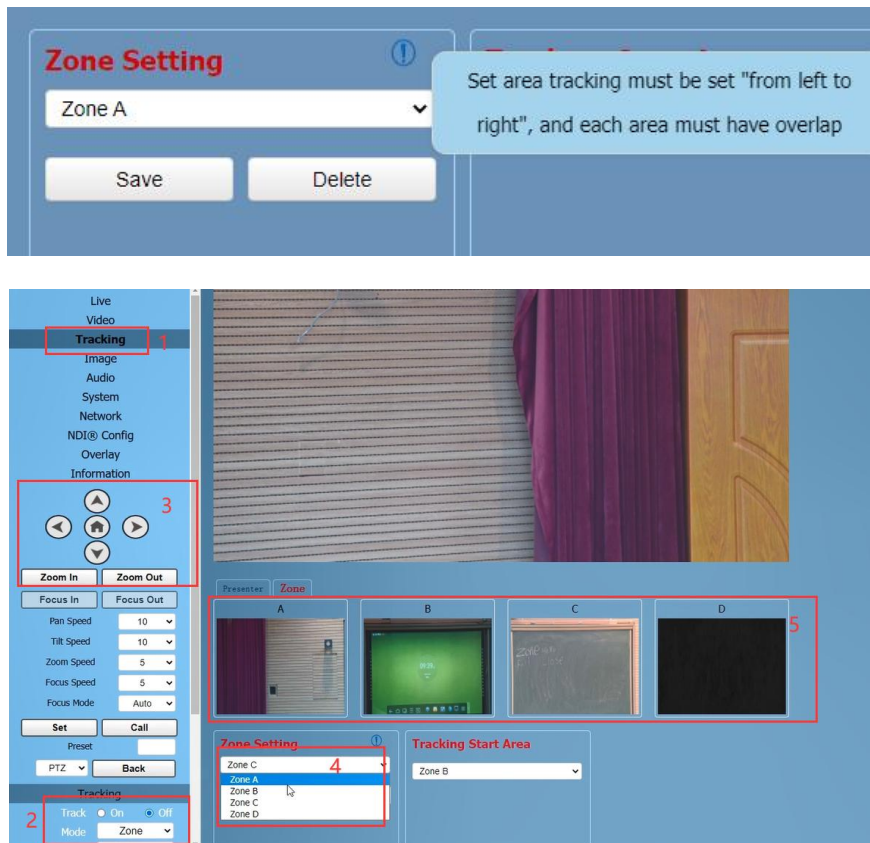 Zone Setting
Set area tracking must be set "from left to
right", and each area must have overlap
Zone A
Save Delete
Live
Video
Tracking 1
Image
Audio
System
Network
NDI® Config
Overlay
Information
3
Zoom In Zoom Out
Focus In Focus Out
Pan Speed 10
Tilt Speed 10
Zoom Speed 5
Focus Speed 5
Focus Mode Auto
Set Call
Preset
PTZ Back
Tracking
2
Track On Off
Mode Zone
Presenter Zone
A B C D
5
Zone Setting
Zone C
4
Zone A
Zone B
Zone C
Zone D
Tracking Start Area
Zone B